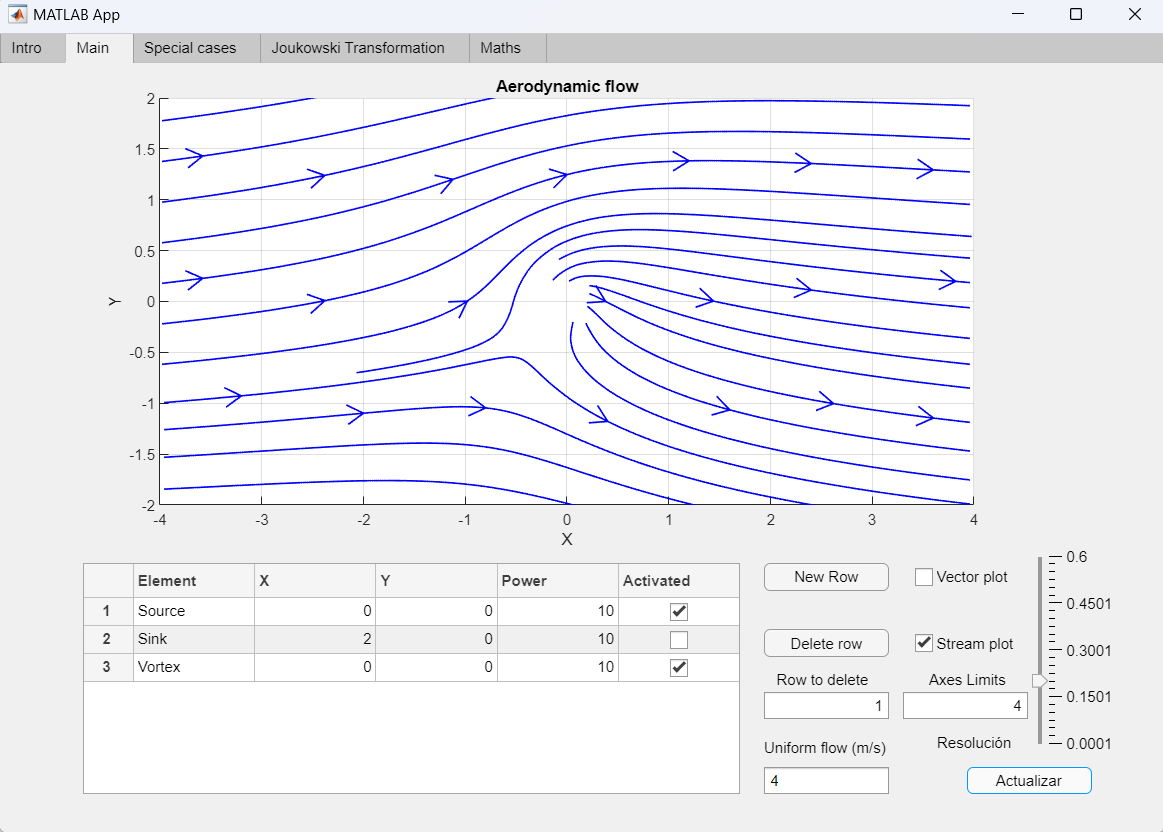 MATLAB App
Intro Main Special cases Joukowski Transformation Maths
Aerodynamic flow
2
1.5
1
0.5
0
-0.5
-1
-1.5
-2
Y
-4 -3 -2 -1 0 1 2 3 4
X
Element X Y Power Activated
1 Source 0 0 10
2 Sink 2 0 10
3 Vortex 0 0 10
New Row
Vector plot
Delete row
Stream plot
Row to delete
Axes Limits
1
4
Uniform flow (m/s)
Resolución
4
Actualizar
0.6
0.4501
0.3001
0.1501
0.0001